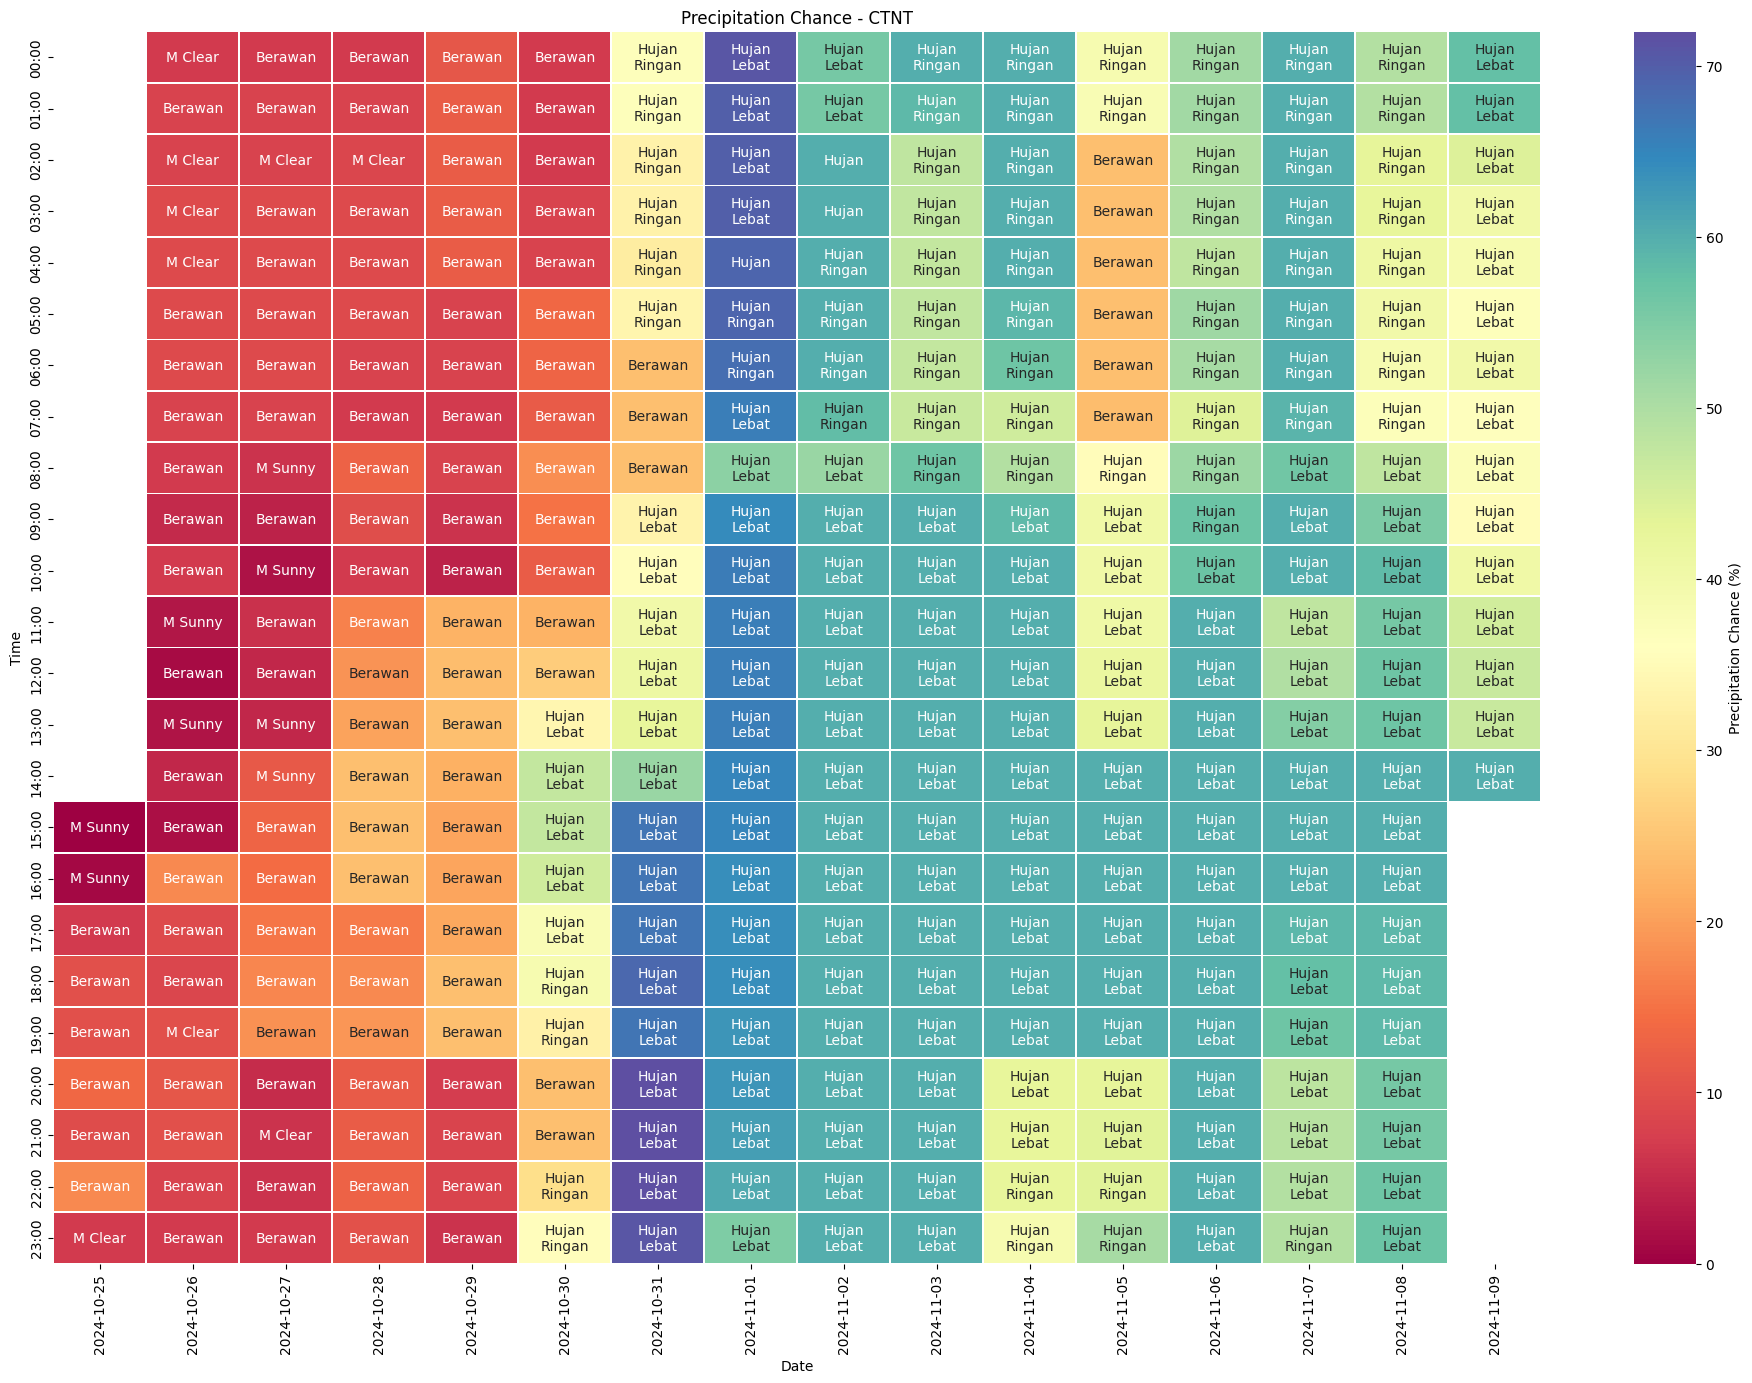 Precipitation Chance - CTNT
00:00 M Clear Berawan Berawan Berawan Berawan Hujan Ringan Hujan Lebat Hujan Lebat Hujan Ringan Hujan Ringan Hujan Ringan Hujan Ringan Hujan Ringan Hujan Ringan Hujan Lebat
01:00 Berawan Berawan Berawan Berawan Berawan Hujan Ringan Hujan Lebat Hujan Lebat Hujan Ringan Hujan Ringan Hujan Ringan Hujan Ringan Hujan Ringan Hujan Ringan Hujan Lebat
02:00 M Clear M Clear M Clear Berawan Berawan Hujan Ringan Hujan Lebat Hujan Hujan Ringan Hujan Ringan Berawan Hujan Ringan Hujan Ringan Hujan Ringan Hujan Lebat
03:00 M Clear Berawan Berawan Berawan Berawan Hujan Ringan Hujan Lebat Hujan Hujan Ringan Hujan Ringan Berawan Hujan Ringan Hujan Ringan Hujan Ringan Hujan Lebat
04:00 M Clear Berawan Berawan Berawan Berawan Hujan Ringan Hujan Hujan Ringan Hujan Ringan Hujan Ringan Berawan Hujan Ringan Hujan Ringan Hujan Ringan Hujan Lebat
05:00 Berawan Berawan Berawan Berawan Berawan Hujan Ringan Hujan Ringan Hujan Ringan Hujan Ringan Hujan Ringan Berawan Hujan Ringan Hujan Ringan Hujan Ringan Hujan Lebat
06:00 Berawan Berawan Berawan Berawan Berawan Berawan Hujan Ringan Hujan Ringan Hujan Ringan Hujan Ringan Berawan Hujan Ringan Hujan Ringan Hujan Ringan Hujan Lebat
07:00 Berawan Berawan Berawan Berawan Berawan Berawan Hujan Lebat Hujan Ringan Hujan Ringan Hujan Ringan Berawan Hujan Ringan Hujan Ringan Hujan Ringan Hujan Lebat
08:00 Berawan M Sunny Berawan Berawan Berawan Berawan Hujan Lebat Hujan Lebat Hujan Ringan Hujan Ringan Hujan Ringan Hujan Ringan Hujan Lebat Hujan Lebat Hujan Lebat
09:00 Berawan Berawan Berawan Berawan Berawan Hujan Lebat Hujan Lebat Hujan Lebat Hujan Lebat Hujan Lebat Hujan Lebat Hujan Ringan Hujan Lebat Hujan Lebat Hujan Lebat
10:00 Berawan M Sunny Berawan Berawan Berawan Hujan Lebat Hujan Lebat Hujan Lebat Hujan Lebat Hujan Lebat Hujan Lebat Hujan Lebat Hujan Lebat Hujan Lebat Hujan Lebat
11:00 M Sunny Berawan Berawan Berawan Berawan Hujan Lebat Hujan Lebat Hujan Lebat Hujan Lebat Hujan Lebat Hujan Lebat Hujan Lebat Hujan Lebat Hujan Lebat Hujan Lebat
12:00 Berawan Berawan Berawan Berawan Berawan Hujan Lebat Hujan Lebat Hujan Lebat Hujan Lebat Hujan Lebat Hujan Lebat Hujan Lebat Hujan Lebat Hujan Lebat Hujan Lebat
13:00 M Sunny M Sunny Berawan Berawan Hujan Lebat Hujan Lebat Hujan Lebat Hujan Lebat Hujan Lebat Hujan Lebat Hujan Lebat Hujan Lebat Hujan Lebat Hujan Lebat Hujan Lebat
14:00 Berawan M Sunny Berawan Berawan Hujan Lebat Hujan Lebat Hujan Lebat Hujan Lebat Hujan Lebat Hujan Lebat Hujan Lebat Hujan Lebat Hujan Lebat Hujan Lebat Hujan Lebat
15:00 M Sunny Berawan Berawan Berawan Berawan Hujan Lebat Hujan Lebat Hujan Lebat Hujan Lebat Hujan Lebat Hujan Lebat Hujan Lebat Hujan Lebat Hujan Lebat Hujan Lebat
16:00 M Sunny Berawan Berawan Berawan Berawan Hujan Lebat Hujan Lebat Hujan Lebat Hujan Lebat Hujan Lebat Hujan Lebat Hujan Lebat Hujan Lebat Hujan Lebat Hujan Lebat
17:00 Berawan Berawan Berawan Berawan Berawan Hujan Lebat Hujan Lebat Hujan Lebat Hujan Lebat Hujan Lebat Hujan Lebat Hujan Lebat Hujan Lebat Hujan Lebat Hujan Lebat
18:00 Berawan Berawan Berawan Berawan Berawan Hujan Ringan Hujan Lebat Hujan Lebat Hujan Lebat Hujan Lebat Hujan Lebat Hujan Lebat Hujan Lebat Hujan Lebat Hujan Lebat
19:00 Berawan M Clear Berawan Berawan Berawan Hujan Ringan Hujan Lebat Hujan Lebat Hujan Lebat Hujan Lebat Hujan Lebat Hujan Lebat Hujan Lebat Hujan Lebat Hujan Lebat
20:00 Berawan Berawan Berawan Berawan Berawan Berawan Hujan Lebat Hujan Lebat Hujan Lebat Hujan Lebat Hujan Lebat Hujan Lebat Hujan Lebat Hujan Lebat Hujan Lebat
21:00 Berawan Berawan M Clear Berawan Berawan Berawan Hujan Lebat Hujan Lebat Hujan Lebat Hujan Lebat Hujan Lebat Hujan Lebat Hujan Lebat Hujan Lebat Hujan Lebat
22:00 Berawan Berawan Berawan Berawan Berawan Hujan Ringan Hujan Lebat Hujan Lebat Hujan Lebat Hujan Lebat Hujan Ringan Hujan Ringan Hujan Lebat Hujan Lebat Hujan Lebat
23:00 M Clear Berawan Berawan Berawan Berawan Hujan Ringan Hujan Lebat Hujan Lebat Hujan Lebat Hujan Lebat Hujan Ringan Hujan Ringan Hujan Lebat Hujan Ringan Hujan Lebat
Time
2024-10-25 2024-10-26 2024-10-27 2024-10-28 2024-10-29 2024-10-30 2024-10-31 2024-11-01 2024-11-02 2024-11-03 2024-11-04 2024-11-05 2024-11-06 2024-11-07 2024-11-08 2024-11-09
Date
70
60
50
40
30
20
10
0
Precipitation Chance (%)